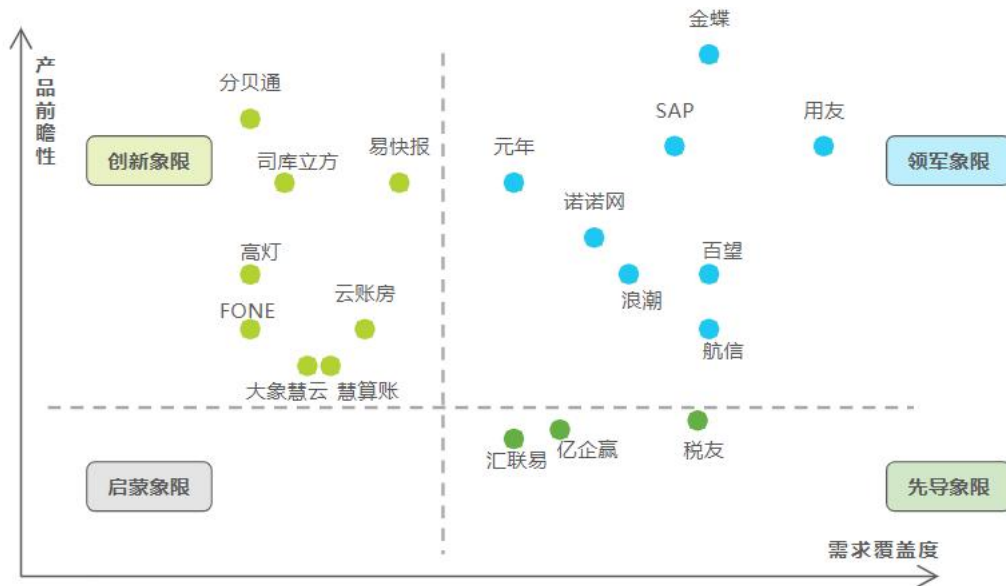 金蝶
产品前瞻性
分贝通
SAP
用友
创新象限
司库立方
易快报
元年
领军象限
诺诺网
高灯
百望
云账房
浪潮
FONE
航信
大象慧云
慧算账
汇联易
亿企赢
税友
启蒙象限
先导象限
需求覆盖度